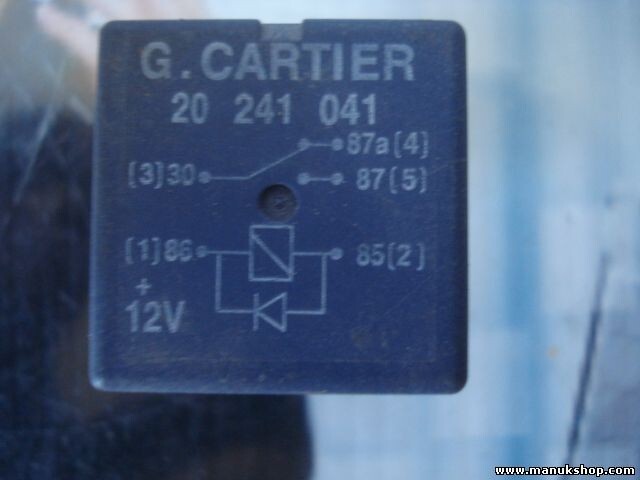 G. CARTIER
20 241 041
87a(4)
(3)30 87(5)
(1)86 85(2)
+
12V
www.manukshop.com